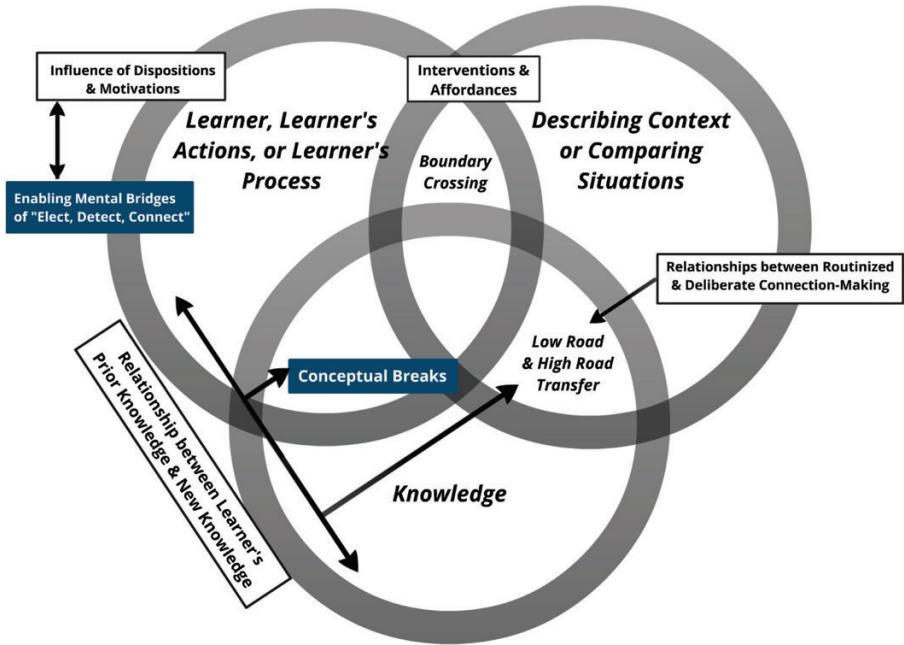 Influence of Dispositions
& Motivations
Interventions &
Affordances
Learner, Learner's
Actions, or Learner's
Process
Describing Context
or Comparing
Situations
Boundary
Crossing
Enabling Mental Bridges
of "Elect, Detect, Connect"
Relationships between Routinized
& Deliberate Connection-Making
Low Road
& High Road
Transfer
Conceptual Breaks
Relationship between Learner's
Prior Knowledge & New Knowledge
Knowledge